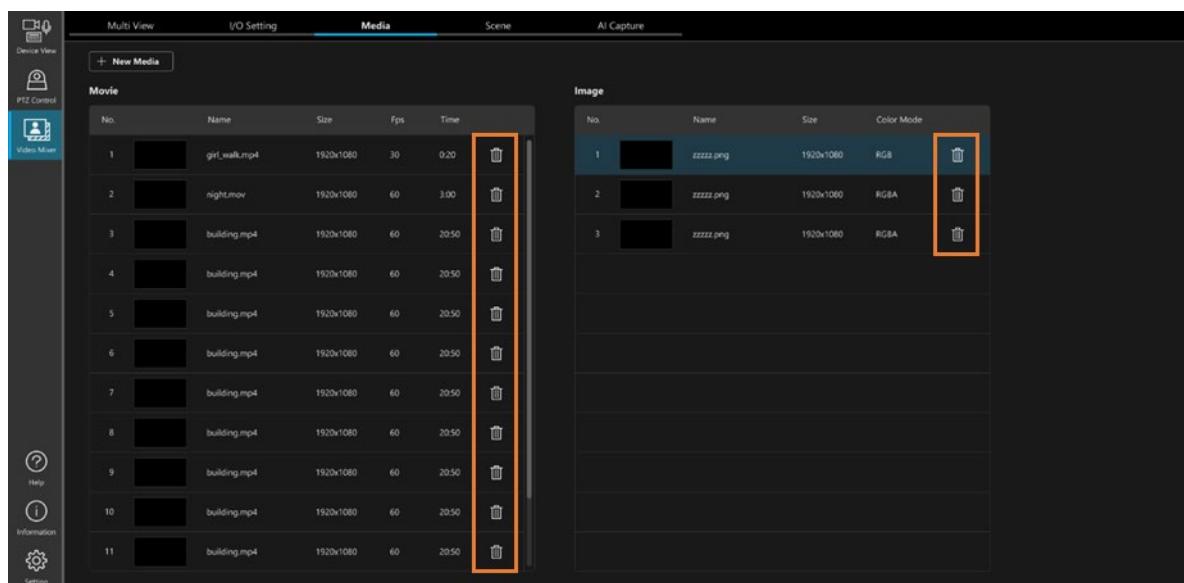 Multi View I/O Setting Media Scene AI Capture
Device View
PTZ Control
Video Mixer
Help
Information
Setting
+ New Media
Movie
No. Name Size Fps Time
1 girl_walk.mp4 1920x1080 30 0:20
2 night.mov 1920x1080 60 3:00
3 building.mp4 1920x1080 60 20:50
4 building.mp4 1920x1080 60 20:50
5 building.mp4 1920x1080 60 20:50
6 building.mp4 1920x1080 60 20:50
7 building.mp4 1920x1080 60 20:50
8 building.mp4 1920x1080 60 20:50
9 building.mp4 1920x1080 60 20:50
10 building.mp4 1920x1080 60 20:50
11 building.mp4 1920x1080 60 20:50
Image
No. Name Size Color Mode
1 zzzzz.png 1920x1080 RGB
2 zzzzz.png 1920x1080 RGBA
3 zzzzz.png 1920x1080 RGBA